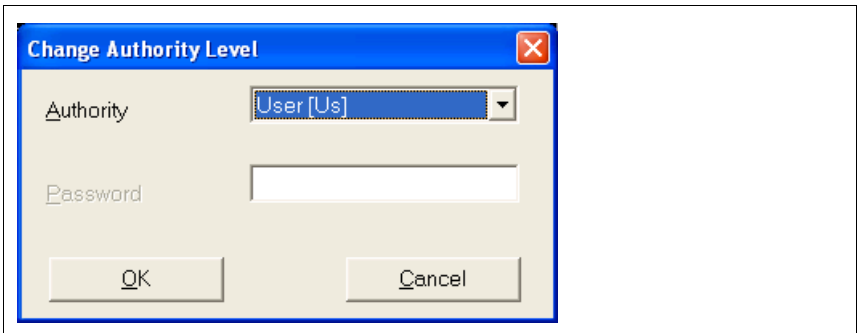 Change Authority Level
Authority
User [Us]
Password
OK
Cancel